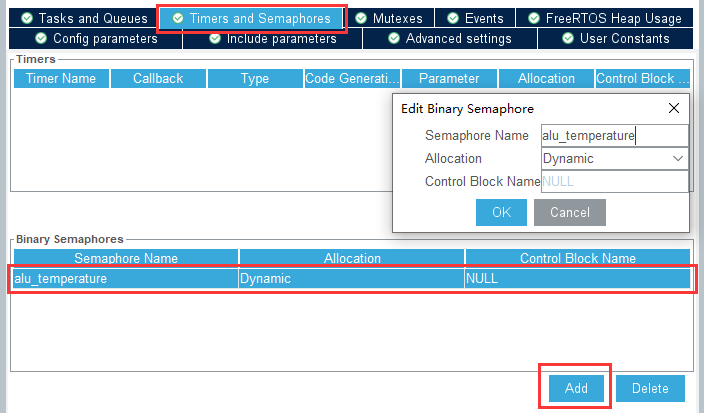 Tasks and Queues Timers and Semaphores Mutexes Events FreeRTOS Heap Usage
Config parameters Include parameters Advanced settings User Constants
Timers
Timer Name Callback Type Code Generati... Parameter Allocation Control Block ...
Edit Binary Semaphore
Semaphore Name alu_temperature
Allocation Dynamic
Control Block Name NULL
OK Cancel
Binary Semaphores
Semaphore Name Allocation Control Block Name
alu_temperature Dynamic NULL
Add Delete